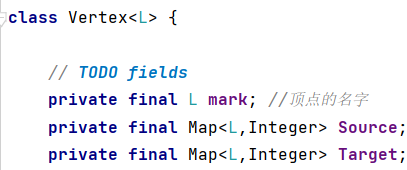 class Vertex<L> {
// TODO fields
private final L mark; //顶点的名字
private final Map<L,Integer> Source;
private final Map<L,Integer> Target;